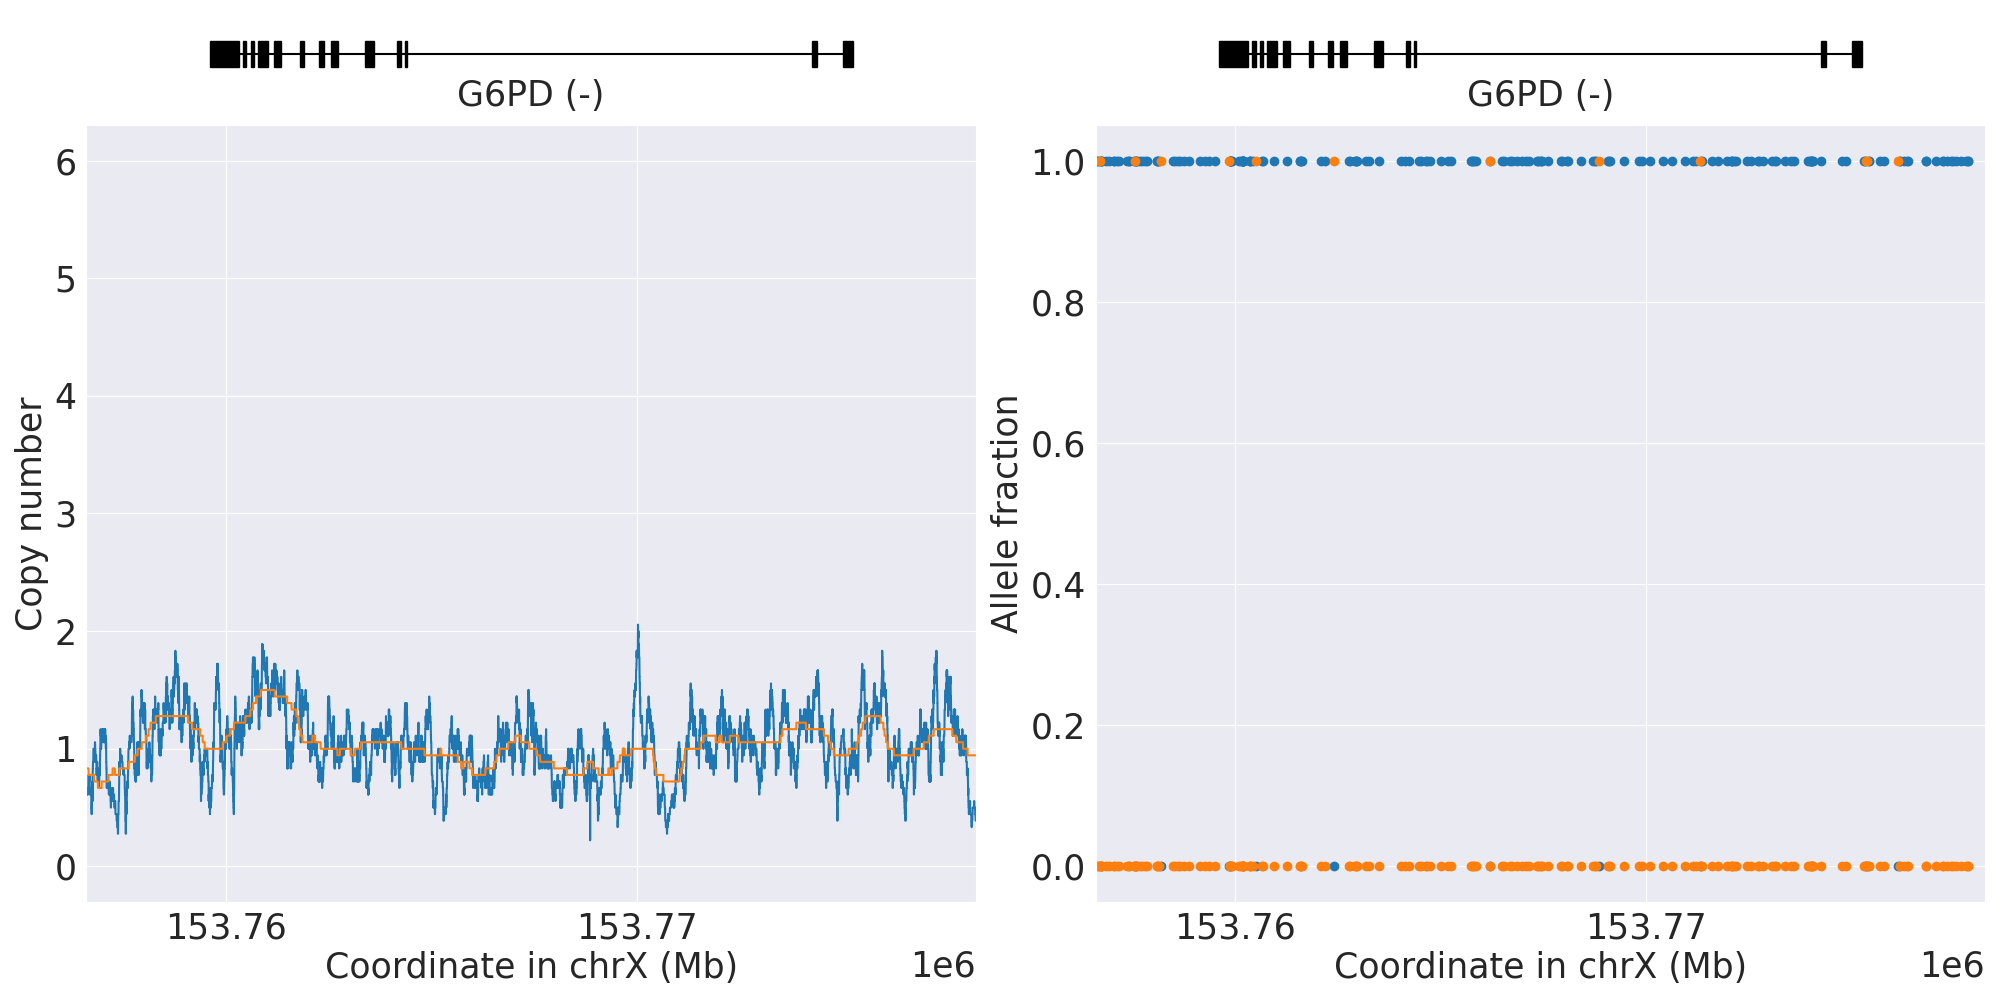 G6PD (-)
6
5
4
3
2
1
0
Copy number
153.76
153.77
Coordinate in chrX (Mb)
1e6
G6PD (-)
1.0
0.8
0.6
0.4
0.2
0.0
Allele fraction
153.76
153.77
Coordinate in chrX (Mb)
1e6